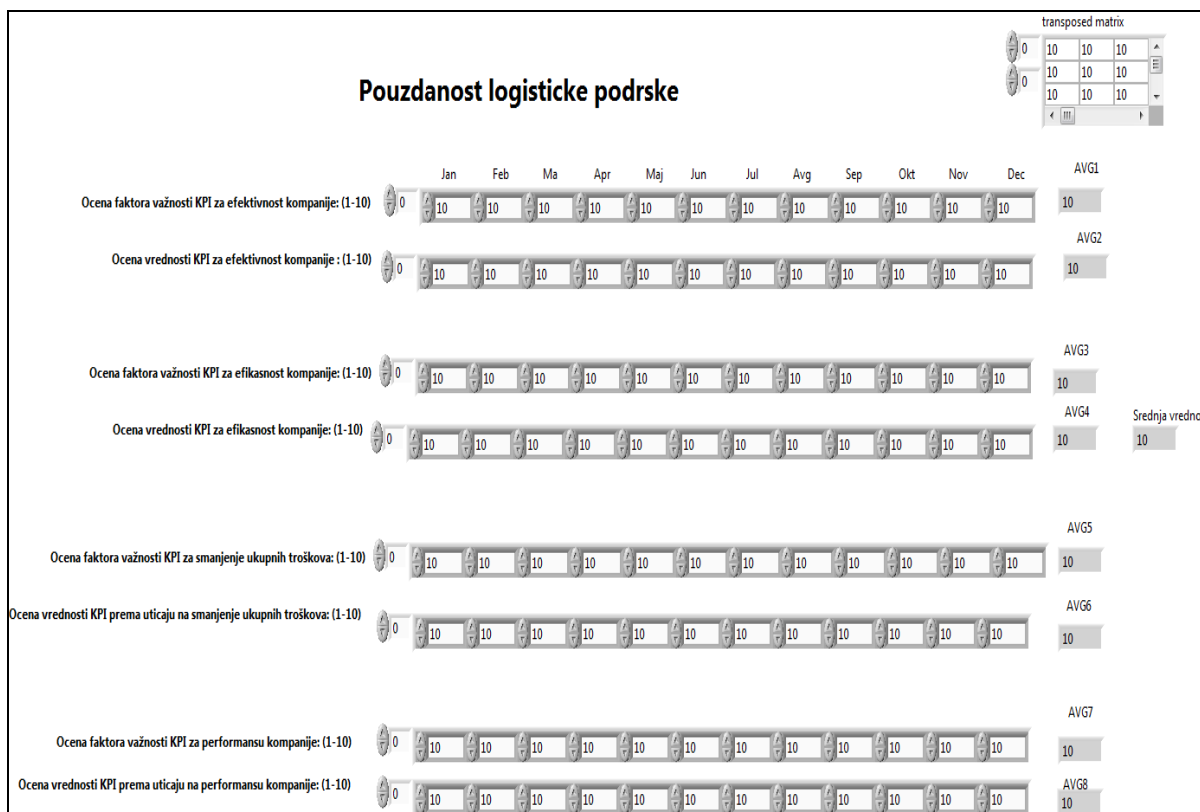 transposed matrix
0 10 10 10
0 10 10 10
10 10 10
Pouzdanost logisticke podrske
Jan Feb Ma Apr Maj Jun Jul Avg Sep Okt Nov Dec AVG1
Ocena faktora važnosti KPI za efektivnost kompanije: (1-10) 0 10 10 10 10 10 10 10 10 10 10 10 10 10
AVG2
Ocena vrednosti KPI za efektivnost kompanije : (1-10) 0 10 10 10 10 10 10 10 10 10 10 10 10 10
AVG3
Ocena faktora važnosti KPI za efikasnost kompanije: (1-10) 0 10 10 10 10 10 10 10 10 10 10 10 10 10
AVG4 Srednja vredno
Ocena vrednosti KPI za efikasnost kompanije: (1-10) 0 10 10 10 10 10 10 10 10 10 10 10 10 10 10
AVG5
Ocena faktora važnosti KPI za smanjenje ukupnih troškova: (1-10) 0 10 10 10 10 10 10 10 10 10 10 10 10 10
AVG6
Ocena vrednosti KPI prema uticaju na smanjenje ukupnih troškova: (1-10) 0 10 10 10 10 10 10 10 10 10 10 10 10 10
AVG7
Ocena faktora važnosti KPI za performansu kompanije: (1-10) 0 10 10 10 10 10 10 10 10 10 10 10 10 10
AVG8
Ocena vrednosti KPI prema uticaju na performansu kompanije: (1-10) 0 10 10 10 10 10 10 10 10 10 10 10 10 10